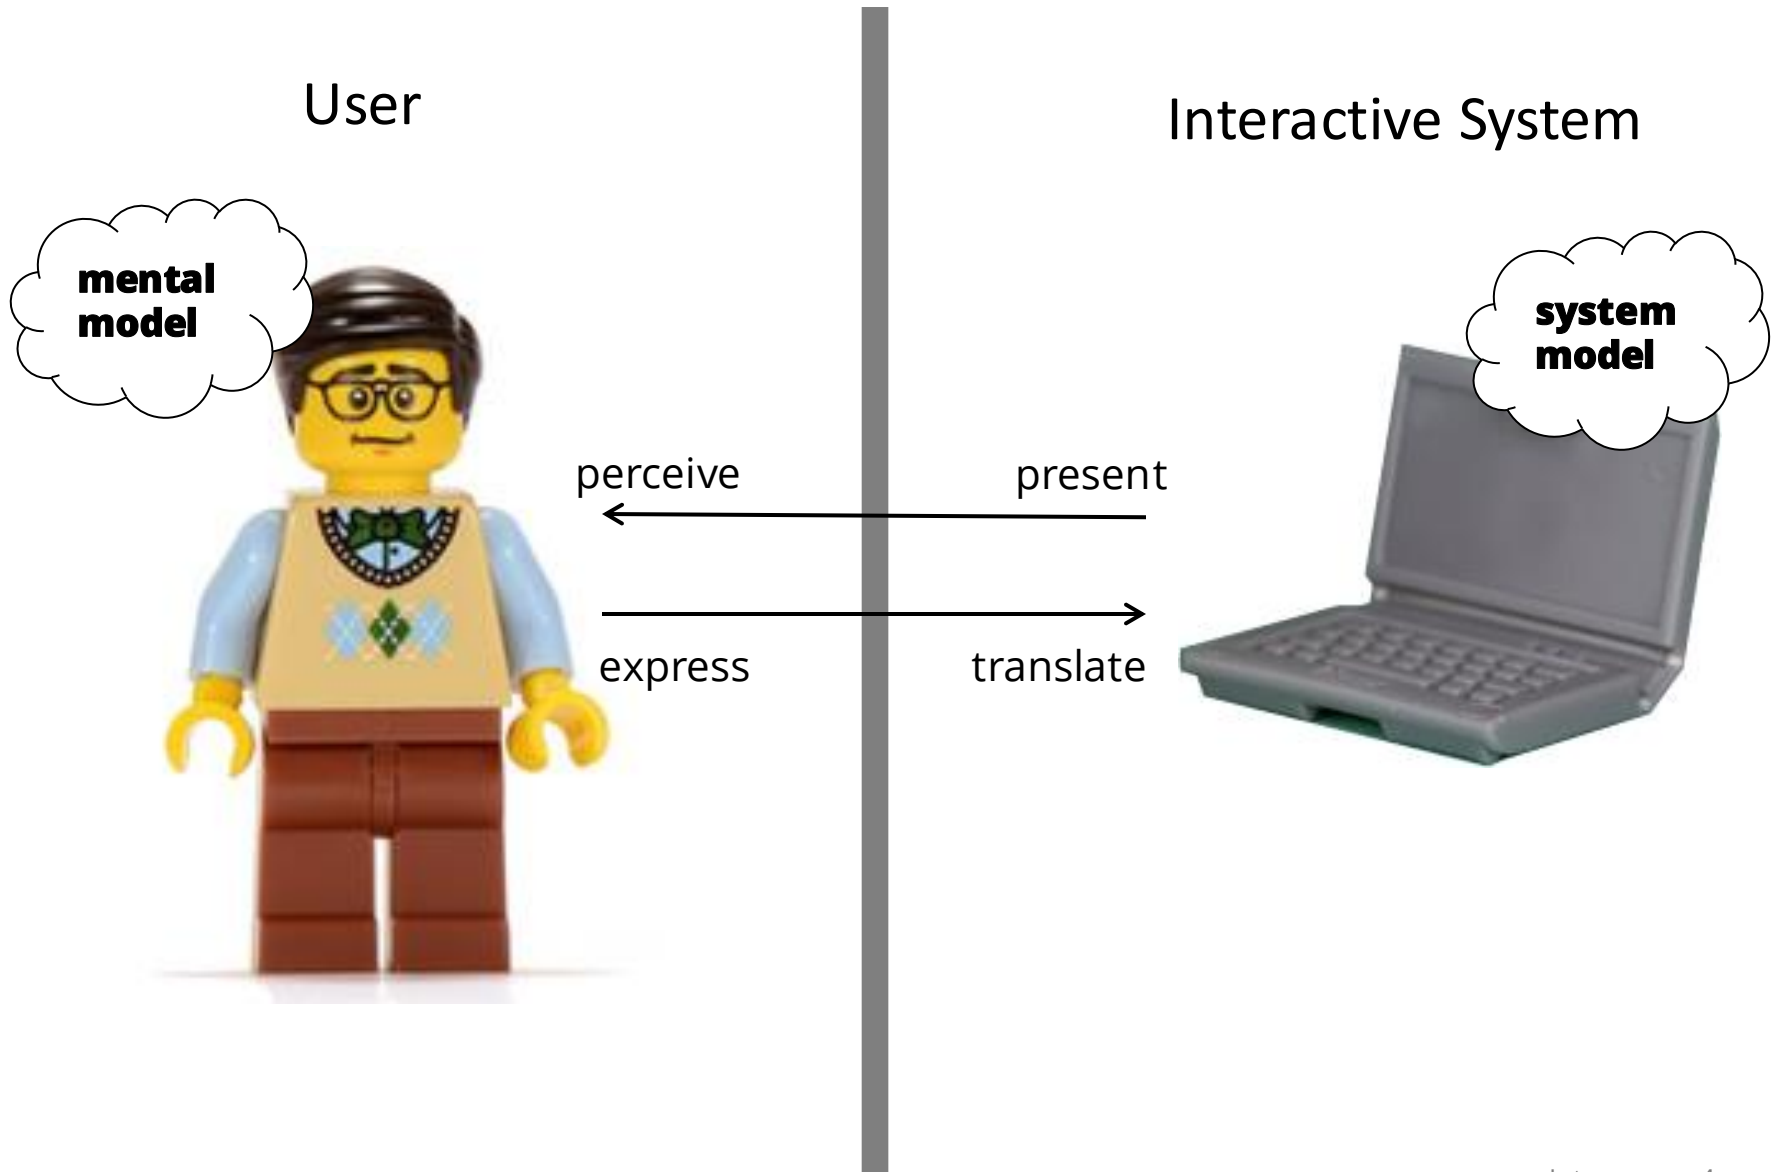 User
Interactive System
mental
model
system
model
perceive
present
express
translate